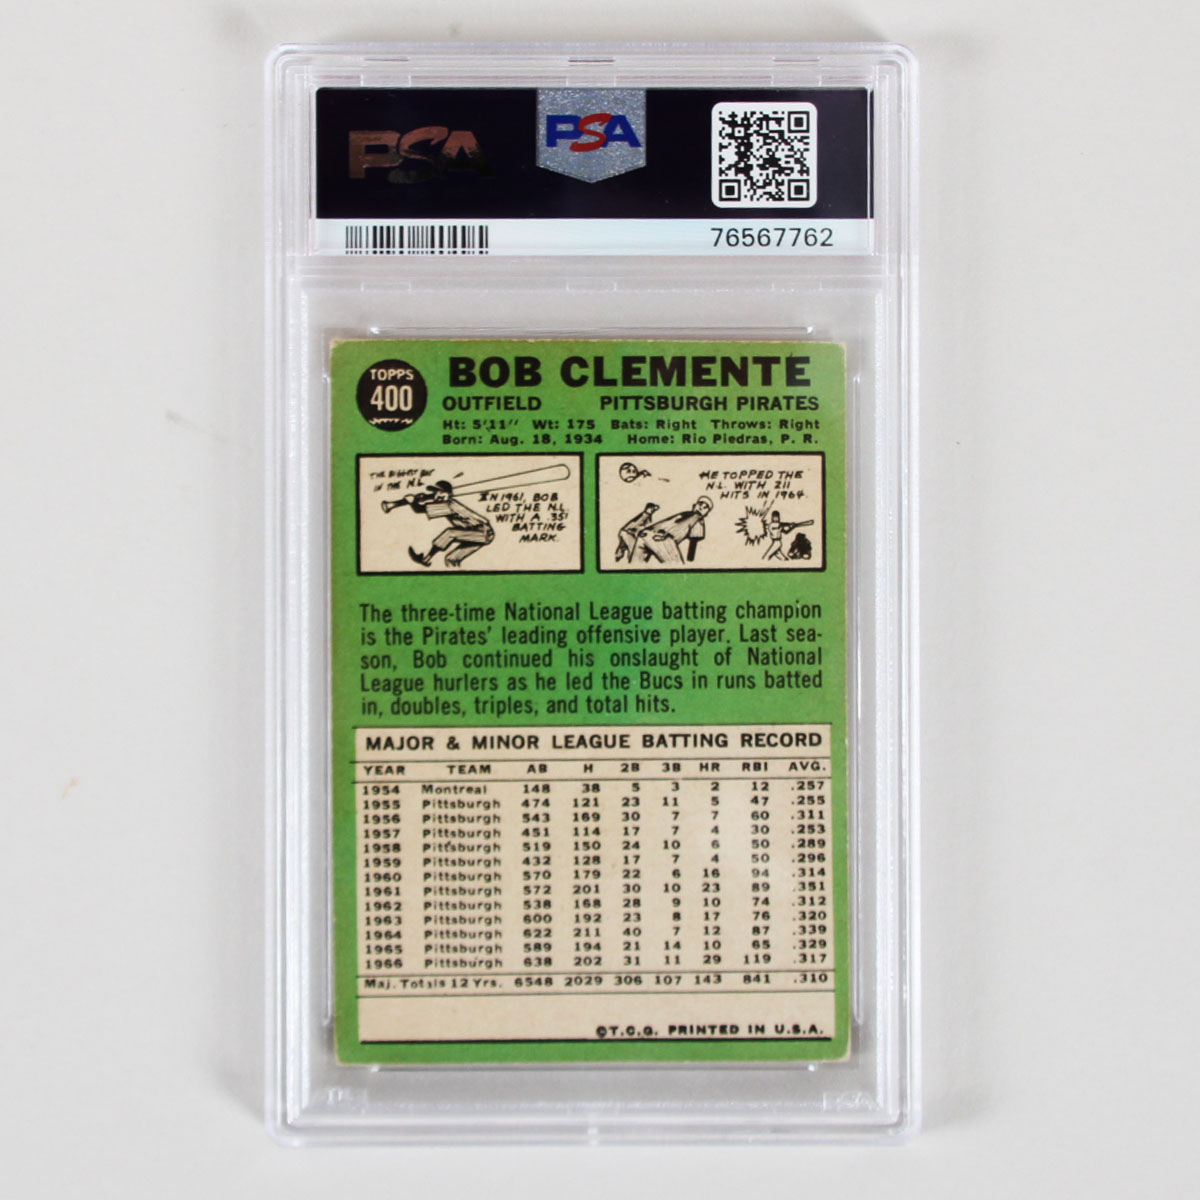 PSA PSA
76567762
TOPPS
400
BOB CLEMENTE
OUTFIELD PITTSBURGH PIRATES
Ht: 5'11" Wt: 175 Bats: Right Throws: Right
Born: Aug. 18, 1934 Home: Rio Piedras, P. R.
THE BIGGEST BAT
IN THE N.L.
IN 1961, BOB
LED THE N.L.
WITH A .351
BATTING
MARK.
HE TOPPED THE
N.L. WITH 211
HITS IN 1964.
The three-time National League batting champion
is the Pirates' leading offensive player. Last sea-
son, Bob continued his onslaught of National
League hurlers as he led the Bucs in runs batted
in, doubles, triples, and total hits.
MAJOR & MINOR LEAGUE BATTING RECORD
YEAR TEAM AB H 2B 3B HR RBI AVG.
1954 Montreal 148 38 5 3 2 12 .257
1955 Pittsburgh 474 121 23 11 5 47 .255
1956 Pittsburgh 543 169 30 7 7 60 .311
1957 Pittsburgh 451 114 17 7 4 30 .253
1958 Pittsburgh 519 150 24 10 6 50 .289
1959 Pittsburgh 432 128 17 7 4 50 .296
1960 Pittsburgh 570 179 22 6 16 94 .314
1961 Pittsburgh 572 201 30 10 23 89 .351
1962 Pittsburgh 538 168 28 9 10 74 .312
1963 Pittsburgh 600 192 23 8 17 76 .320
1964 Pittsburgh 622 211 40 7 12 87 .339
1965 Pittsburgh 589 194 21 14 10 65 .329
1966 Pittsburgh 638 202 31 11 29 119 .317
Maj. Totals 12 Yrs. 6548 2029 306 107 143 841 .310
©T.C.G. PRINTED IN U.S.A.